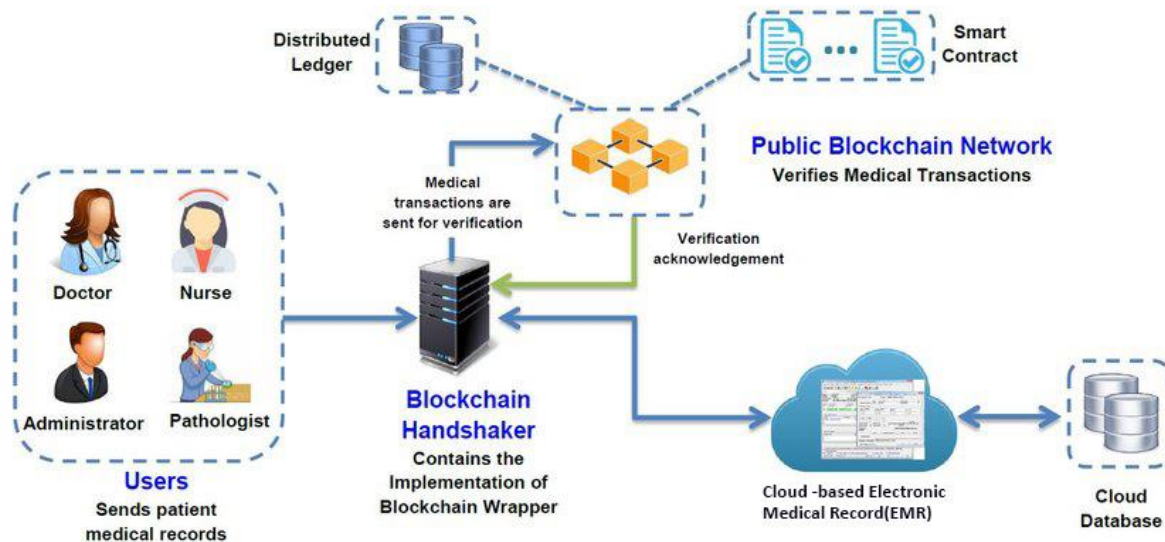 Distributed
Ledger
Smart
Contract
Public Blockchain Network
Verifies Medical Transactions
Medical
transactions are
sent for verification
Verification
acknowledgement
Doctor
Nurse
Administrator
Pathologist
Users
Sends patient
medical records
Blockchain
Handshaker
Contains the
Implementation of
Blockchain Wrapper
Cloud -based Electronic
Medical Record(EMR)
Cloud
Database